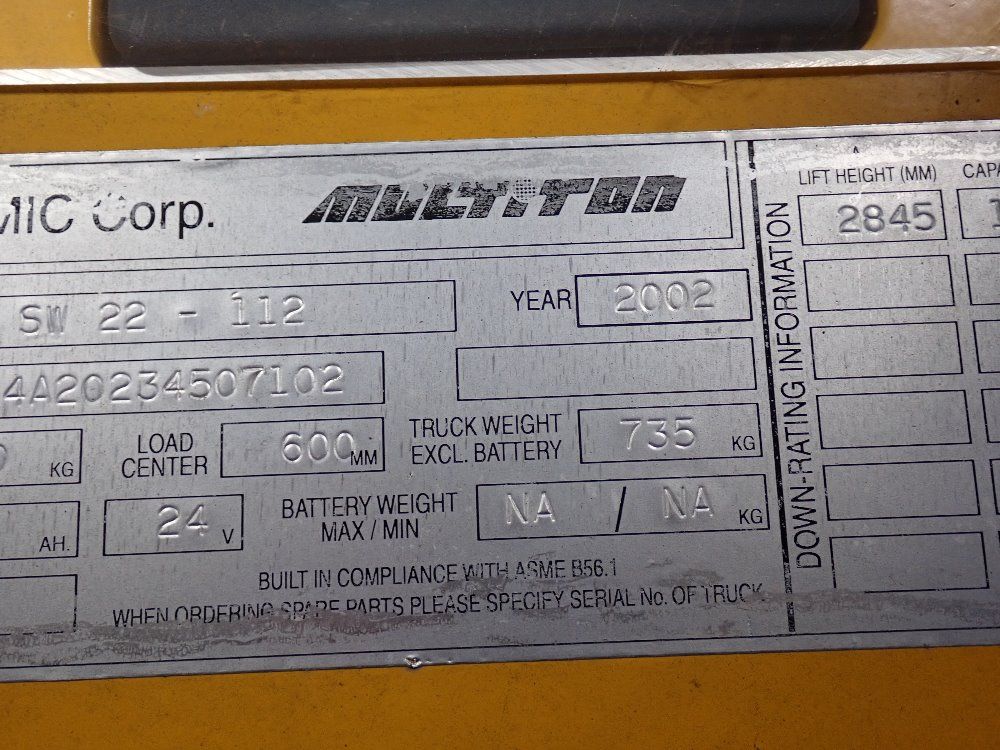 MIC Corp. MULTITON
SW 22 - 112 YEAR 2002
4A20234507102
KG LOAD CENTER 600 MM TRUCK WEIGHT EXCL. BATTERY 735 KG
AH. 24 V BATTERY WEIGHT MAX / MIN NA / NA KG
BUILT IN COMPLIANCE WITH ASME B56.1
WHEN ORDERING SPARE PARTS PLEASE SPECIFY SERIAL No. OF TRUCK
DOWN-RATING INFORMATION
LIFT HEIGHT (MM)
2845